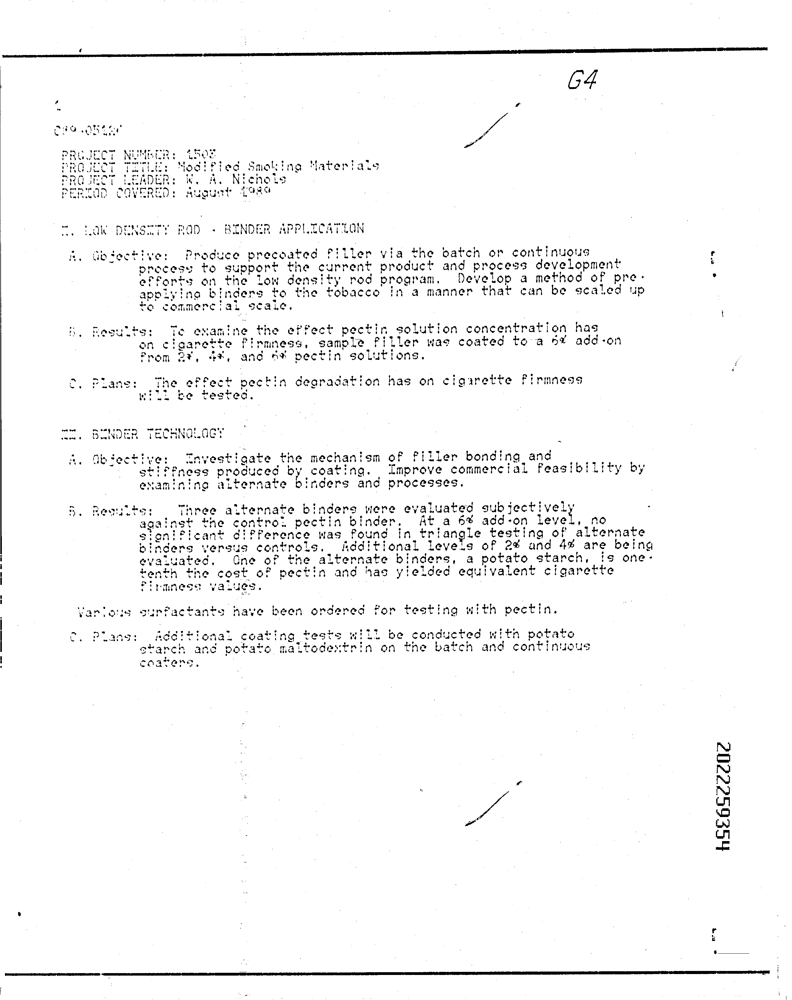 G4
PROJECT NUMBER: 1503
PROJECT TITLE: Modified Smoking Materials
PROJECT LEADER: W. A. Nichols
PERIOD COVERED: August 1989
I. LOW DENSITY ROD - BINDER APPLICATION
A. Objective: Produce precoated filler via the batch or continuous
process to support the current product and process development
efforts on the low density rod program. Develop a method of pre-
applying binders to the tobacco in a manner that can be scaled up
to commercial scale.
B. Results: To examine the effect pectin solution concentration has
on cigarette firmness, sample filler was coated to a 6% add-on
from 2%, 4%, and 6% pectin solutions.
C. Plans: The effect pectin degradation has on cigarette firmness
will be tested.
II. BINDER TECHNOLOGY
A. Objective: Investigate the mechanism of filler bonding and
stiffness produced by coating. Improve commercial feasibility by
examining alternate binders and processes.
B. Results: Three alternate binders were evaluated subjectively
against the control pectin binder. At a 6% add-on level, no
significant difference was found in triangle testing of alternate
binders versus controls. Additional levels of 2% and 4% are being
evaluated. One of the alternate binders, a potato starch, is one-
tenth the cost of pectin and has yielded equivalent cigarette
firmness values.
Various surfactants have been ordered for testing with pectin.
C. Plans: Additional coating tests will be conducted with potato
starch and potato maltodextrin on the batch and continuous
coaters.
2022259354